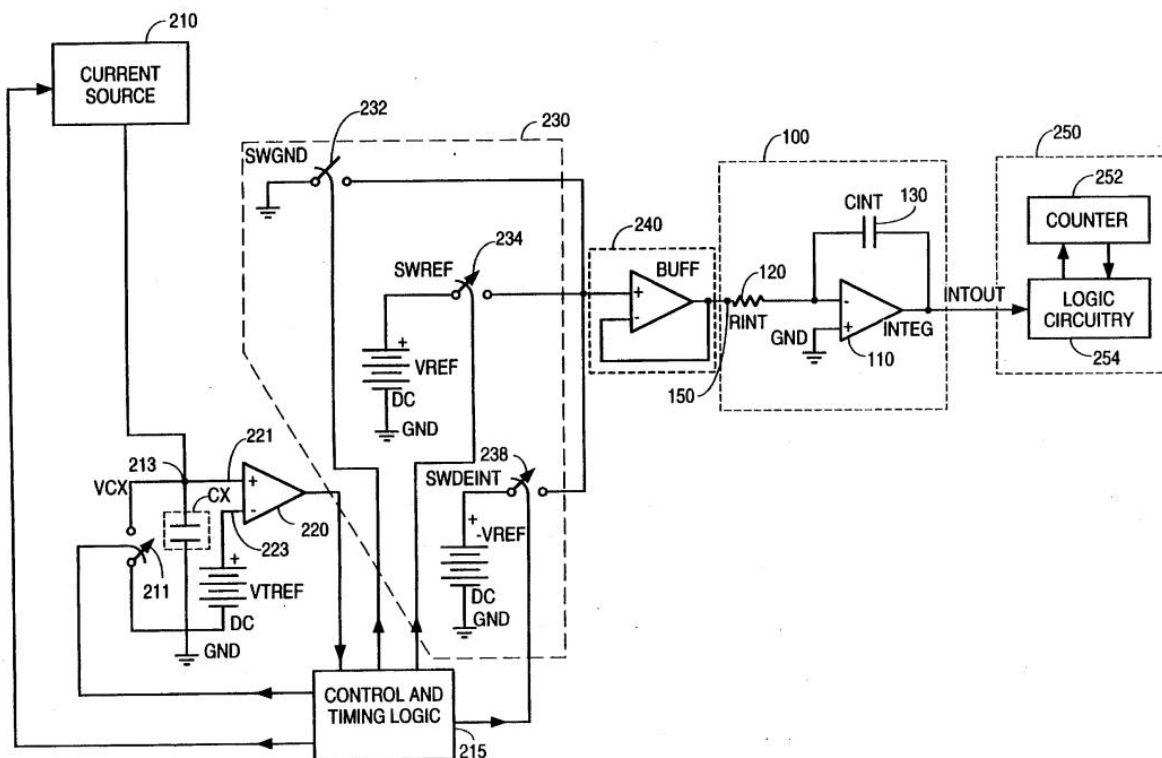 210
CURRENT
SOURCE
232
230
SWGND
100
250
252
COUNTER
CINT
130
234
240
SWREF
BUFF
120
INTOUT
LOGIC
CIRCUITRY
254
+
-
RINT
-
+
INTEG
GND
110
150
+
VREF
DC
GND
238
SWDEINT
213
221
VCX
CX
+
-
220
223
211
+
VTREF
DC
GND
+
-VREF
DC
GND
CONTROL AND
TIMING LOGIC
215